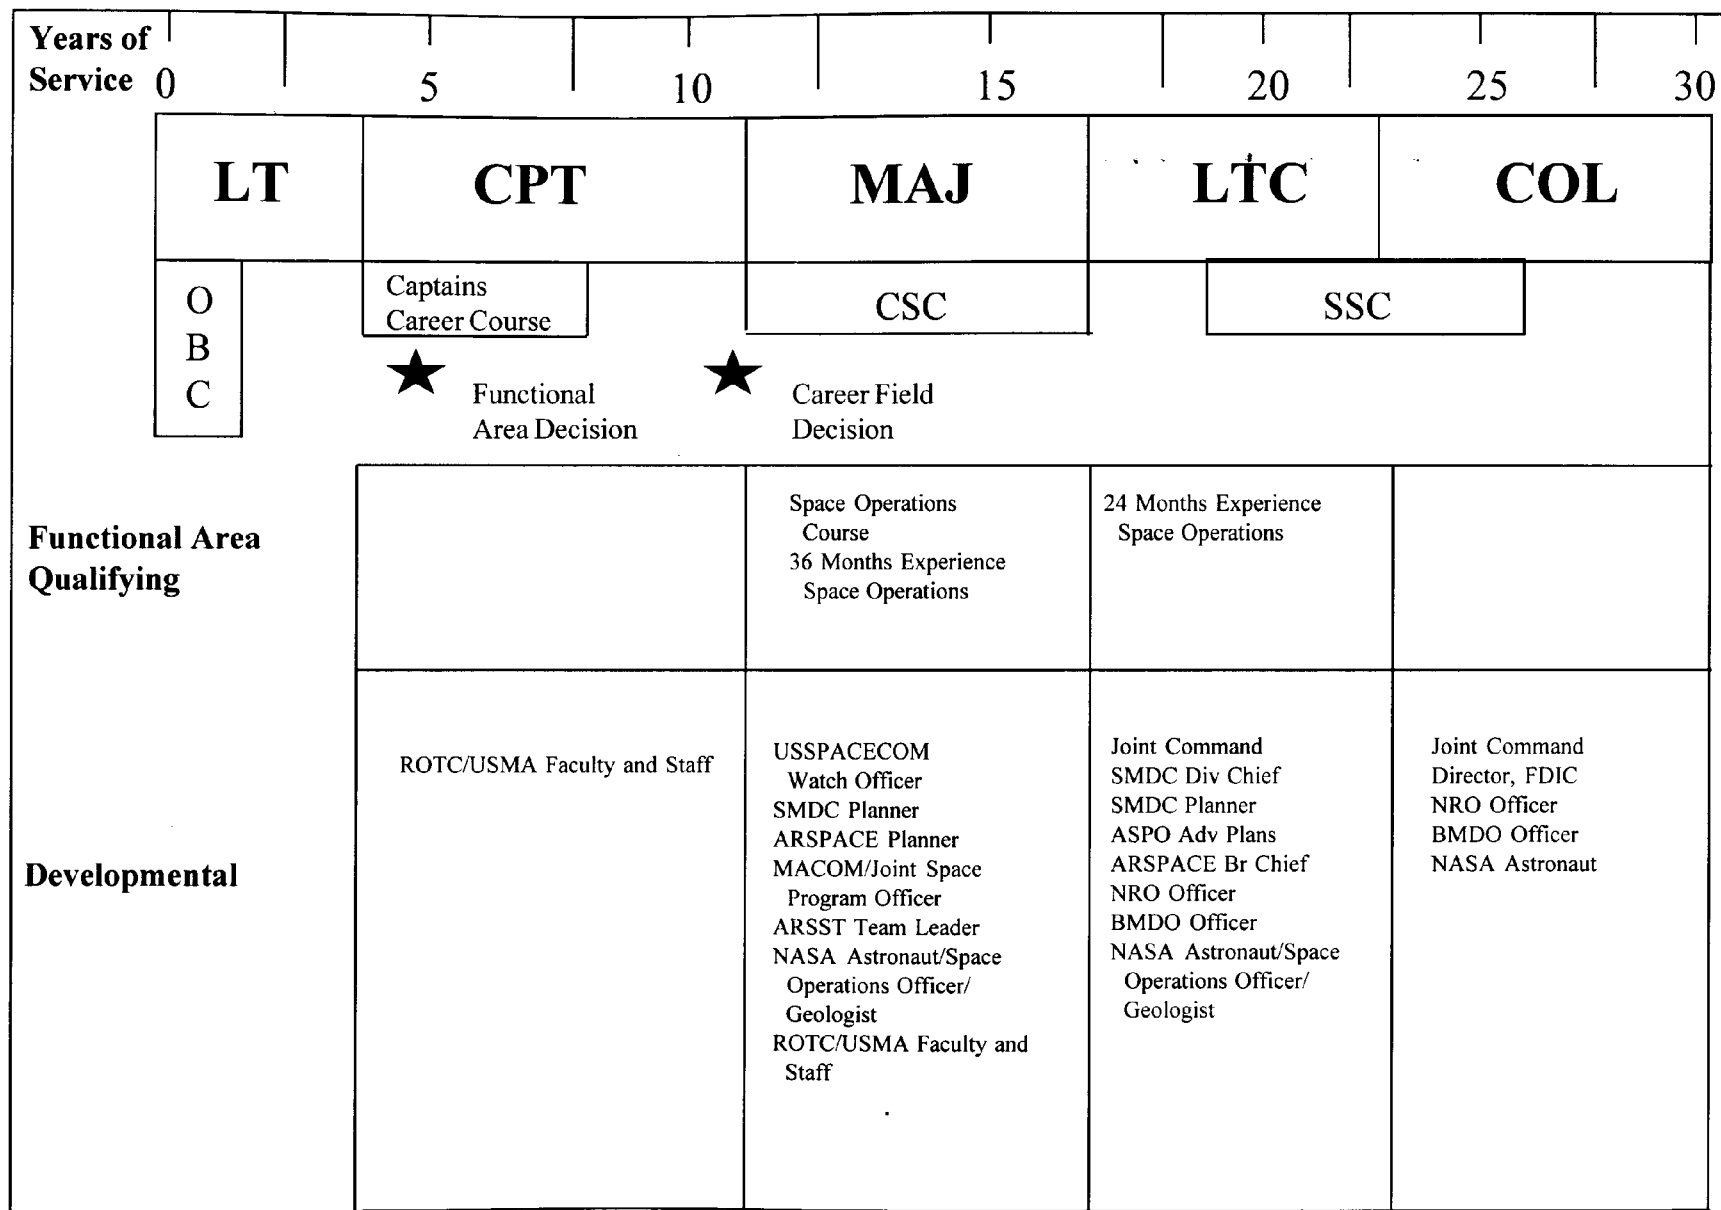 Years of
Service 0 5 10 15 20 25 30
LT CPT MAJ LTC COL
O
B
C
Captains
Career Course
CSC
SSC
Functional
Area Decision
Career Field
Decision
Functional Area
Qualifying
Space Operations
Course
36 Months Experience
Space Operations
24 Months Experience
Space Operations
Developmental
ROTC/USMA Faculty and Staff
USSPACECOM
Watch Officer
SMDC Planner
ARSPACE Planner
MACOM/Joint Space
Program Officer
ARSST Team Leader
NASA Astronaut/Space
Operations Officer/
Geologist
ROTC/USMA Faculty and
Staff
Joint Command
SMDC Div Chief
SMDC Planner
ASPO Adv Plans
ARSPACE Br Chief
NRO Officer
BMDO Officer
NASA Astronaut/Space
Operations Officer/
Geologist
Joint Command
Director, FDIC
NRO Officer
BMDO Officer
NASA Astronaut